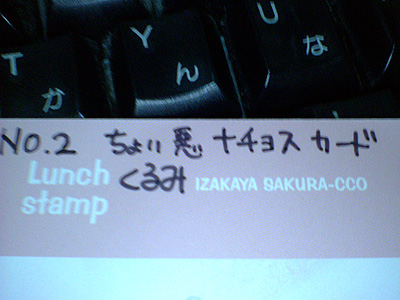 Y U
T ん な
か
NO.2 ちょい悪 ナチョス カード
Lunch くるみ IZAKAYA SAKURA-CCO
stamp